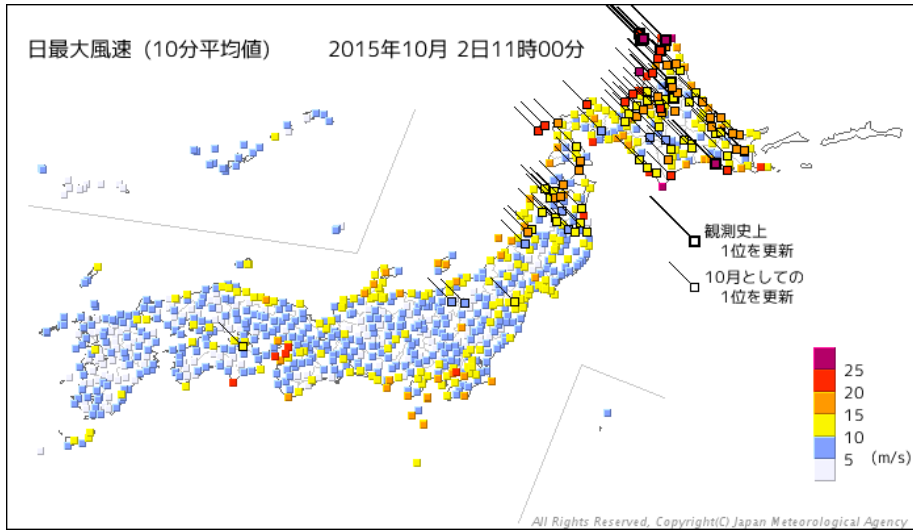 日最大風速 (10分平均値) 2015年10月 2日11時00分
観測史上
1位を更新
10月としての
1位を更新
25
20
15
10
5 (m/s)
All Rights Reserved, Copyright(C) Japan Meteorological Agency